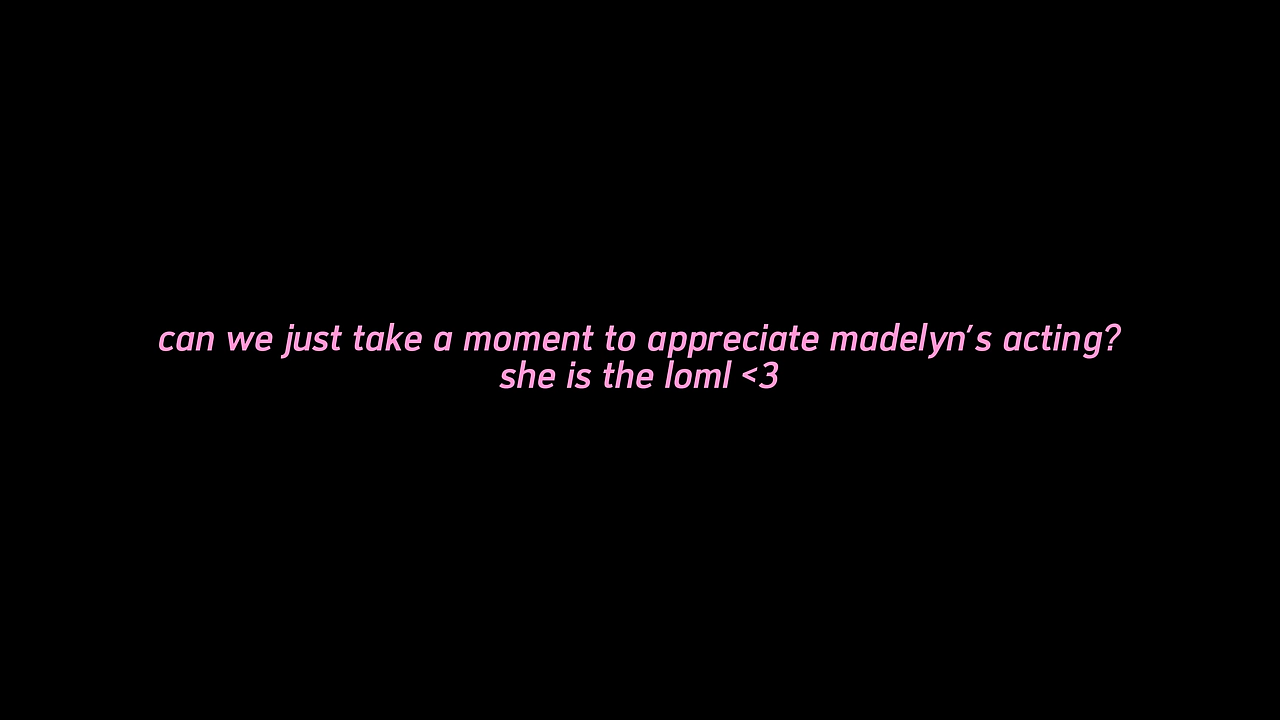 can we just take a moment to appreciate madelyn's acting?
she is the loml <3